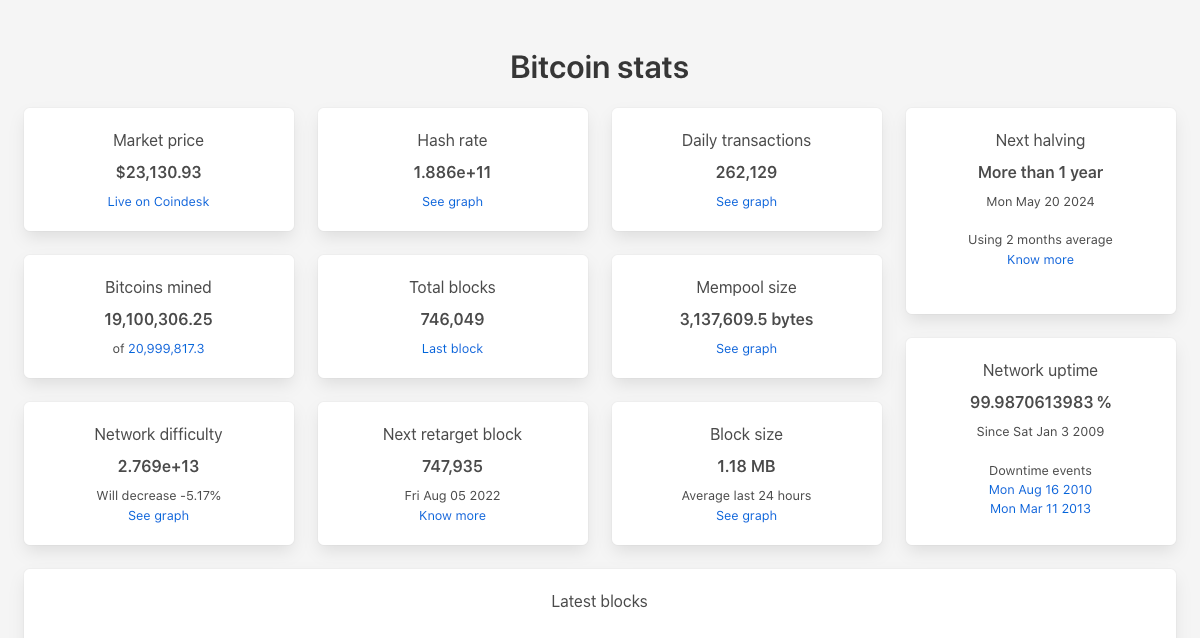 Bitcoin stats
Market price
$23,130.93
Live on Coindesk
Hash rate
1.886e+11
See graph
Daily transactions
262,129
See graph
Next halving
More than 1 year
Mon May 20 2024
Using 2 months average
Know more
Bitcoins mined
19,100,306.25
of 20,999,817.3
Total blocks
746,049
Last block
Mempool size
3,137,609.5 bytes
See graph
Network uptime
99.9870613983 %
Since Sat Jan 3 2009
Downtime events
Mon Aug 16 2010
Mon Mar 11 2013
Network difficulty
2.769e+13
Will decrease -5.17%
See graph
Next retarget block
747,935
Fri Aug 05 2022
Know more
Block size
1.18 MB
Average last 24 hours
See graph
Latest blocks